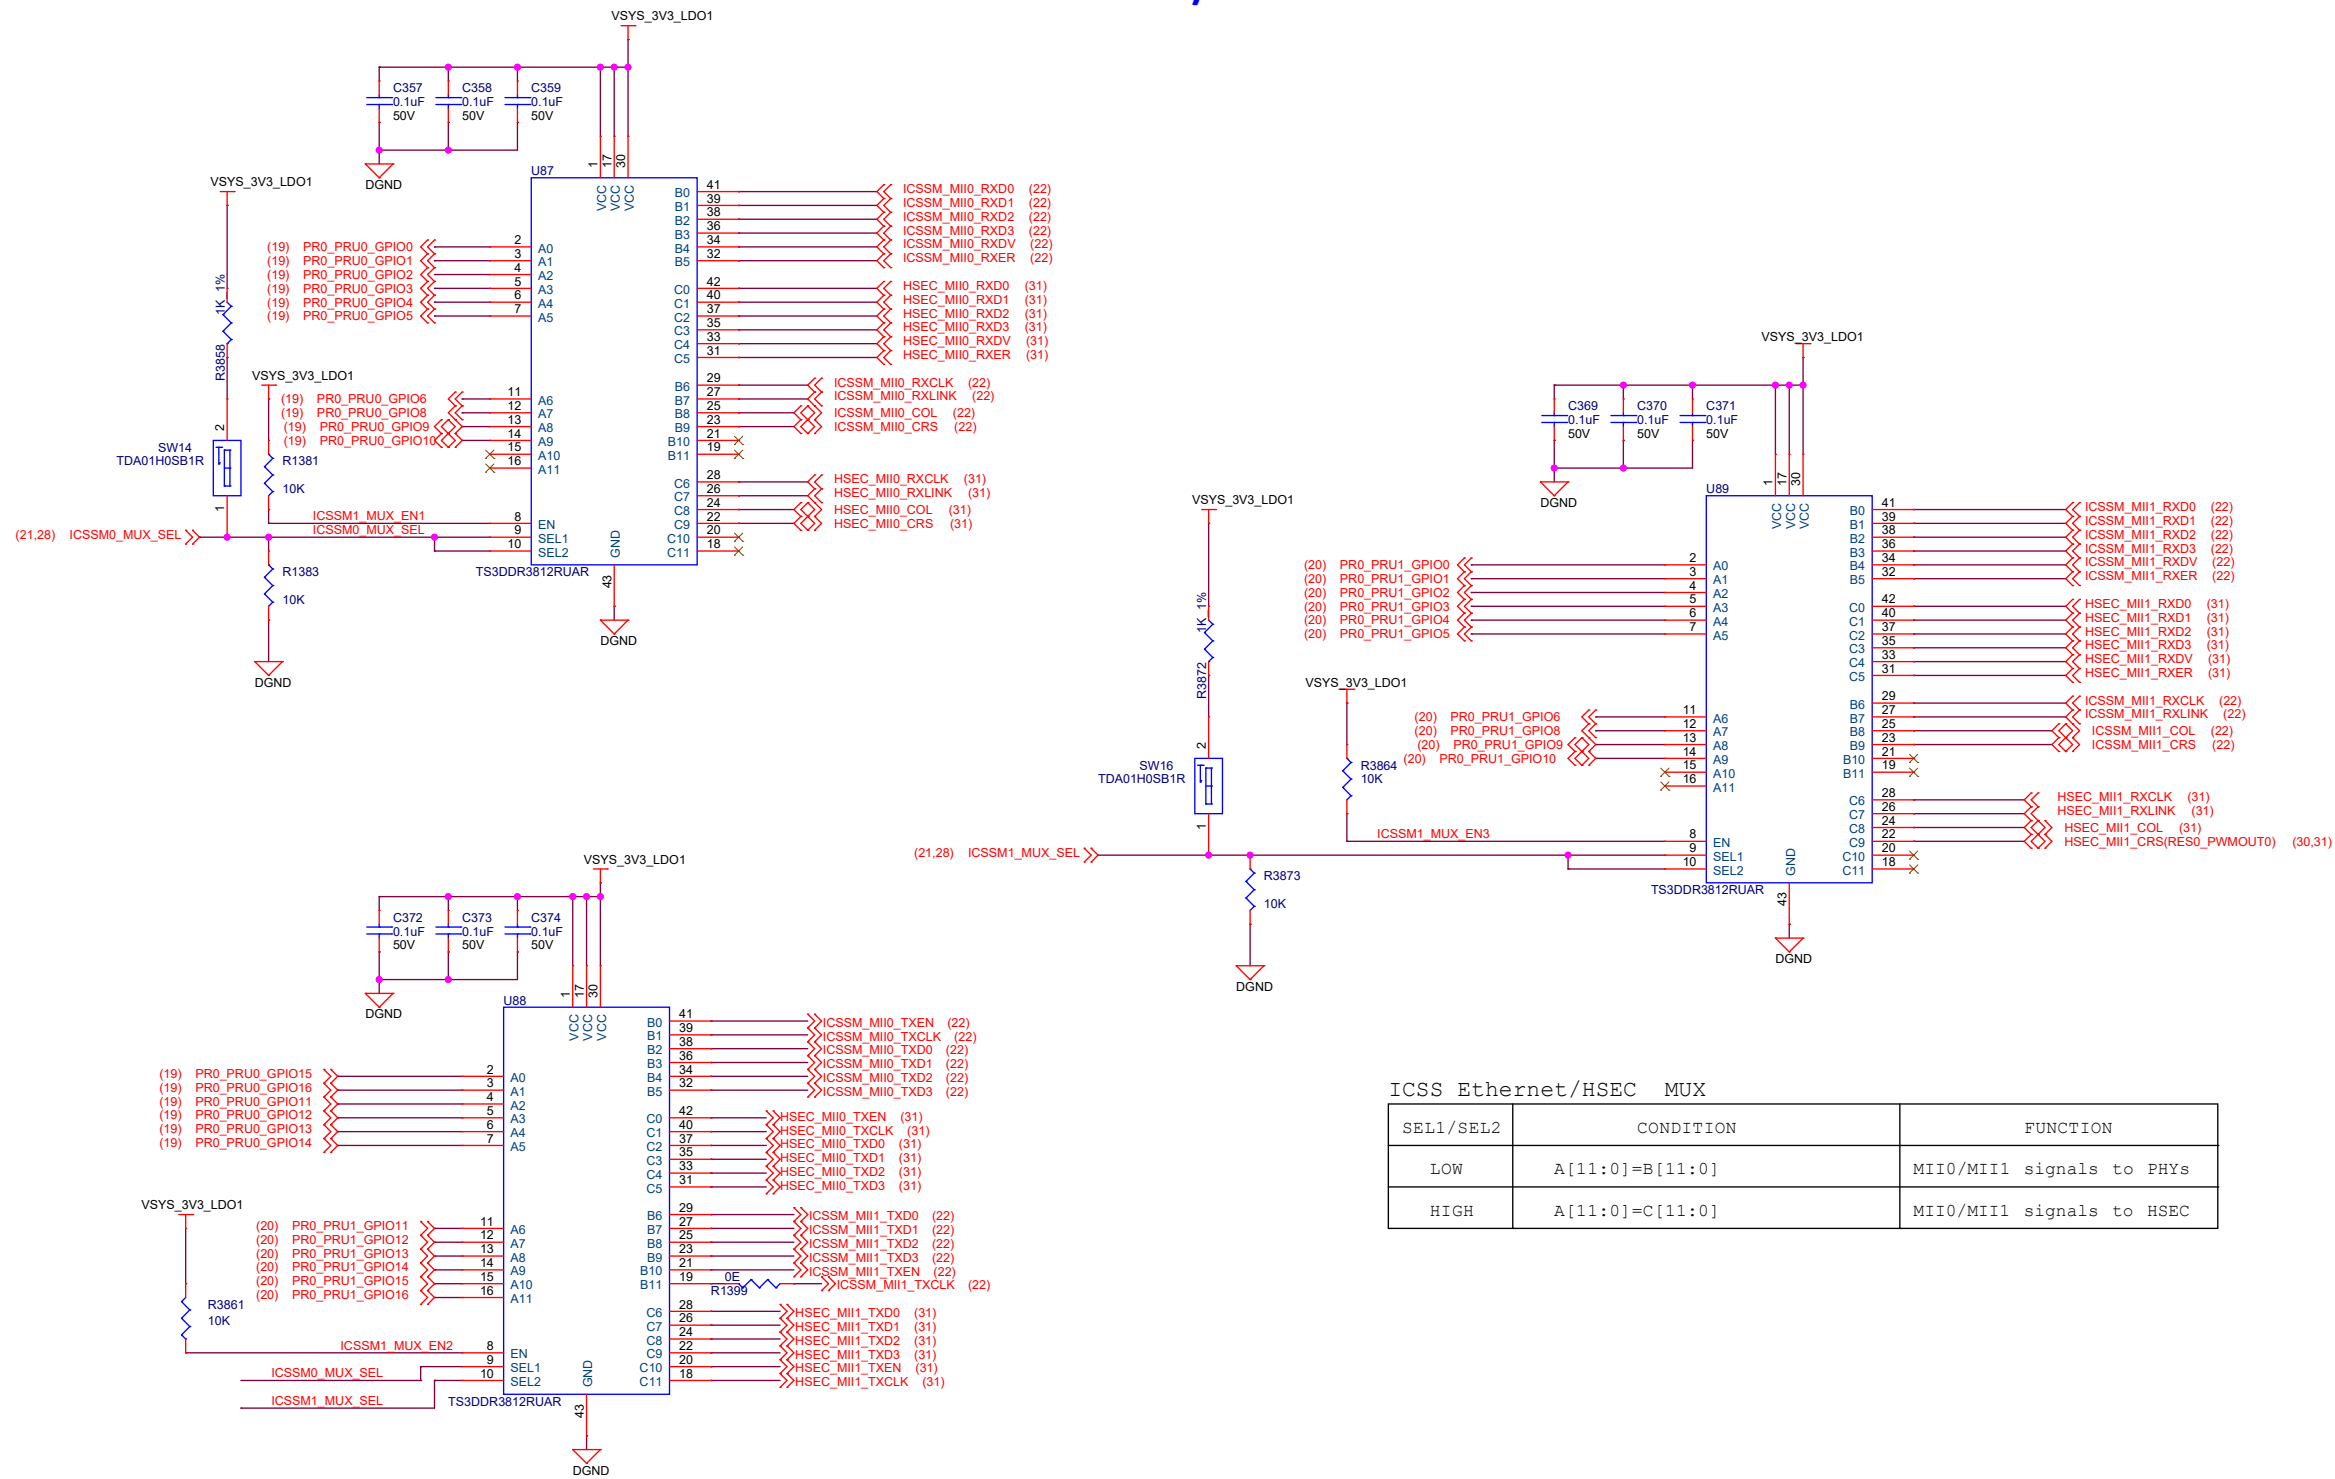 VSYS_3V3_LDO1
C357 0.1uF 50V
C358 0.1uF 50V
C359 0.1uF 50V
DGND
VSYS_3V3_LDO1
1K 1%
R3858
2
SW14
TDA01H0SB1R
1
VSYS_3V3_LDO1
R1381
10K
(21,28) ICSSM0_MUX_SEL
ICSSM1_MUX_EN1
ICSSM0_MUX_SEL
R1383
10K
DGND
U87
1 17 30
VCC VCC VCC
(19) PR0_PRU0_GPIO0 2 A0
(19) PR0_PRU0_GPIO1 3 A1
(19) PR0_PRU0_GPIO2 4 A2
(19) PR0_PRU0_GPIO3 5 A3
(19) PR0_PRU0_GPIO4 6 A4
(19) PR0_PRU0_GPIO5 7 A5
(19) PR0_PRU0_GPIO6 11 A6
(19) PR0_PRU0_GPIO8 12 A7
(19) PR0_PRU0_GPIO9 13 A8
(19) PR0_PRU0_GPIO10 14 A9
15 A10
16 A11
8 EN
9 SEL1
10 SEL2
B0 41 ICSSM_MII0_RXD0 (22)
B1 39 ICSSM_MII0_RXD1 (22)
B2 38 ICSSM_MII0_RXD2 (22)
B3 36 ICSSM_MII0_RXD3 (22)
B4 34 ICSSM_MII0_RXDV (22)
B5 32 ICSSM_MII0_RXER (22)
C0 42 HSEC_MII0_RXD0 (31)
C1 40 HSEC_MII0_RXD1 (31)
C2 37 HSEC_MII0_RXD2 (31)
C3 35 HSEC_MII0_RXD3 (31)
C4 33 HSEC_MII0_RXDV (31)
C5 31 HSEC_MII0_RXER (31)
B6 29 ICSSM_MII0_RXCLK (22)
B7 27 ICSSM_MII0_RXLINK (22)
B8 25 ICSSM_MII0_COL (22)
B9 23 ICSSM_MII0_CRS (22)
B10 21
B11 19
C6 28 HSEC_MII0_RXCLK (31)
C7 26 HSEC_MII0_RXLINK (31)
C8 24 HSEC_MII0_COL (31)
C9 22 HSEC_MII0_CRS (31)
C10 20
C11 18
GND
43
TS3DDR3812RUAR
DGND
VSYS_3V3_LDO1
C369 0.1uF 50V
C370 0.1uF 50V
C371 0.1uF 50V
DGND
VSYS_3V3_LDO1
1K 1%
R3872
2
SW16
TDA01H0SB1R
1
VSYS_3V3_LDO1
R3864
10K
ICSSM1_MUX_EN3
(21,28) ICSSM1_MUX_SEL
R3873
10K
DGND
U89
1 17 30
VCC VCC VCC
(20) PR0_PRU1_GPIO0 2 A0
(20) PR0_PRU1_GPIO1 3 A1
(20) PR0_PRU1_GPIO2 4 A2
(20) PR0_PRU1_GPIO3 5 A3
(20) PR0_PRU1_GPIO4 6 A4
(20) PR0_PRU1_GPIO5 7 A5
(20) PR0_PRU1_GPIO6 11 A6
(20) PR0_PRU1_GPIO8 12 A7
(20) PR0_PRU1_GPIO9 13 A8
(20) PR0_PRU1_GPIO10 14 A9
15 A10
16 A11
8 EN
9 SEL1
10 SEL2
B0 41 ICSSM_MII1_RXD0 (22)
B1 39 ICSSM_MII1_RXD1 (22)
B2 38 ICSSM_MII1_RXD2 (22)
B3 36 ICSSM_MII1_RXD3 (22)
B4 34 ICSSM_MII1_RXDV (22)
B5 32 ICSSM_MII1_RXER (22)
C0 42 HSEC_MII1_RXD0 (31)
C1 40 HSEC_MII1_RXD1 (31)
C2 37 HSEC_MII1_RXD2 (31)
C3 35 HSEC_MII1_RXD3 (31)
C4 33 HSEC_MII1_RXDV (31)
C5 31 HSEC_MII1_RXER (31)
B6 29 ICSSM_MII1_RXCLK (22)
B7 27 ICSSM_MII1_RXLINK (22)
B8 25 ICSSM_MII1_COL (22)
B9 23 ICSSM_MII1_CRS (22)
B10 21
B11 19
C6 28 HSEC_MII1_RXCLK (31)
C7 26 HSEC_MII1_RXLINK (31)
C8 24 HSEC_MII1_COL (31)
C9 22 HSEC_MII1_CRS(RES0_PWMOUT0) (30,31)
C10 20
C11 18
GND
43
TS3DDR3812RUAR
DGND
VSYS_3V3_LDO1
C372 0.1uF 50V
C373 0.1uF 50V
C374 0.1uF 50V
DGND
U88
1 17 30
VCC VCC VCC
(19) PR0_PRU0_GPIO15 2 A0
(19) PR0_PRU0_GPIO16 3 A1
(19) PR0_PRU0_GPIO11 4 A2
(19) PR0_PRU0_GPIO12 5 A3
(19) PR0_PRU0_GPIO13 6 A4
(19) PR0_PRU0_GPIO14 7 A5
VSYS_3V3_LDO1
(20) PR0_PRU1_GPIO11 11 A6
(20) PR0_PRU1_GPIO12 12 A7
(20) PR0_PRU1_GPIO13 13 A8
(20) PR0_PRU1_GPIO14 14 A9
(20) PR0_PRU1_GPIO15 15 A10
(20) PR0_PRU1_GPIO16 16 A11
R3861
10K
ICSSM1_MUX_EN2 8 EN
ICSSM0_MUX_SEL 9 SEL1
ICSSM1_MUX_SEL 10 SEL2
B0 41 ICSSM_MII0_TXEN (22)
B1 39 ICSSM_MII0_TXCLK (22)
B2 38 ICSSM_MII0_TXD0 (22)
B3 36 ICSSM_MII0_TXD1 (22)
B4 34 ICSSM_MII0_TXD2 (22)
B5 32 ICSSM_MII0_TXD3 (22)
C0 42 HSEC_MII0_TXEN (31)
C1 40 HSEC_MII0_TXCLK (31)
C2 37 HSEC_MII0_TXD0 (31)
C3 35 HSEC_MII0_TXD1 (31)
C4 33 HSEC_MII0_TXD2 (31)
C5 31 HSEC_MII0_TXD3 (31)
B6 29 ICSSM_MII1_TXD0 (22)
B7 27 ICSSM_MII1_TXD1 (22)
B8 25 ICSSM_MII1_TXD2 (22)
B9 23 ICSSM_MII1_TXD3 (22)
B10 21 ICSSM_MII1_TXEN (22)
B11 19 0E R1399 ICSSM_MII1_TXCLK (22)
C6 28 HSEC_MII1_TXD0 (31)
C7 26 HSEC_MII1_TXD1 (31)
C8 24 HSEC_MII1_TXD2 (31)
C9 22 HSEC_MII1_TXD3 (31)
C10 20 HSEC_MII1_TXEN (31)
C11 18 HSEC_MII1_TXCLK (31)
GND
43
TS3DDR3812RUAR
DGND
ICSS Ethernet/HSEC MUX
SEL1/SEL2 CONDITION FUNCTION
LOW A[11:0]=B[11:0] MII0/MII1 signals to PHYs
HIGH A[11:0]=C[11:0] MII0/MII1 signals to HSEC